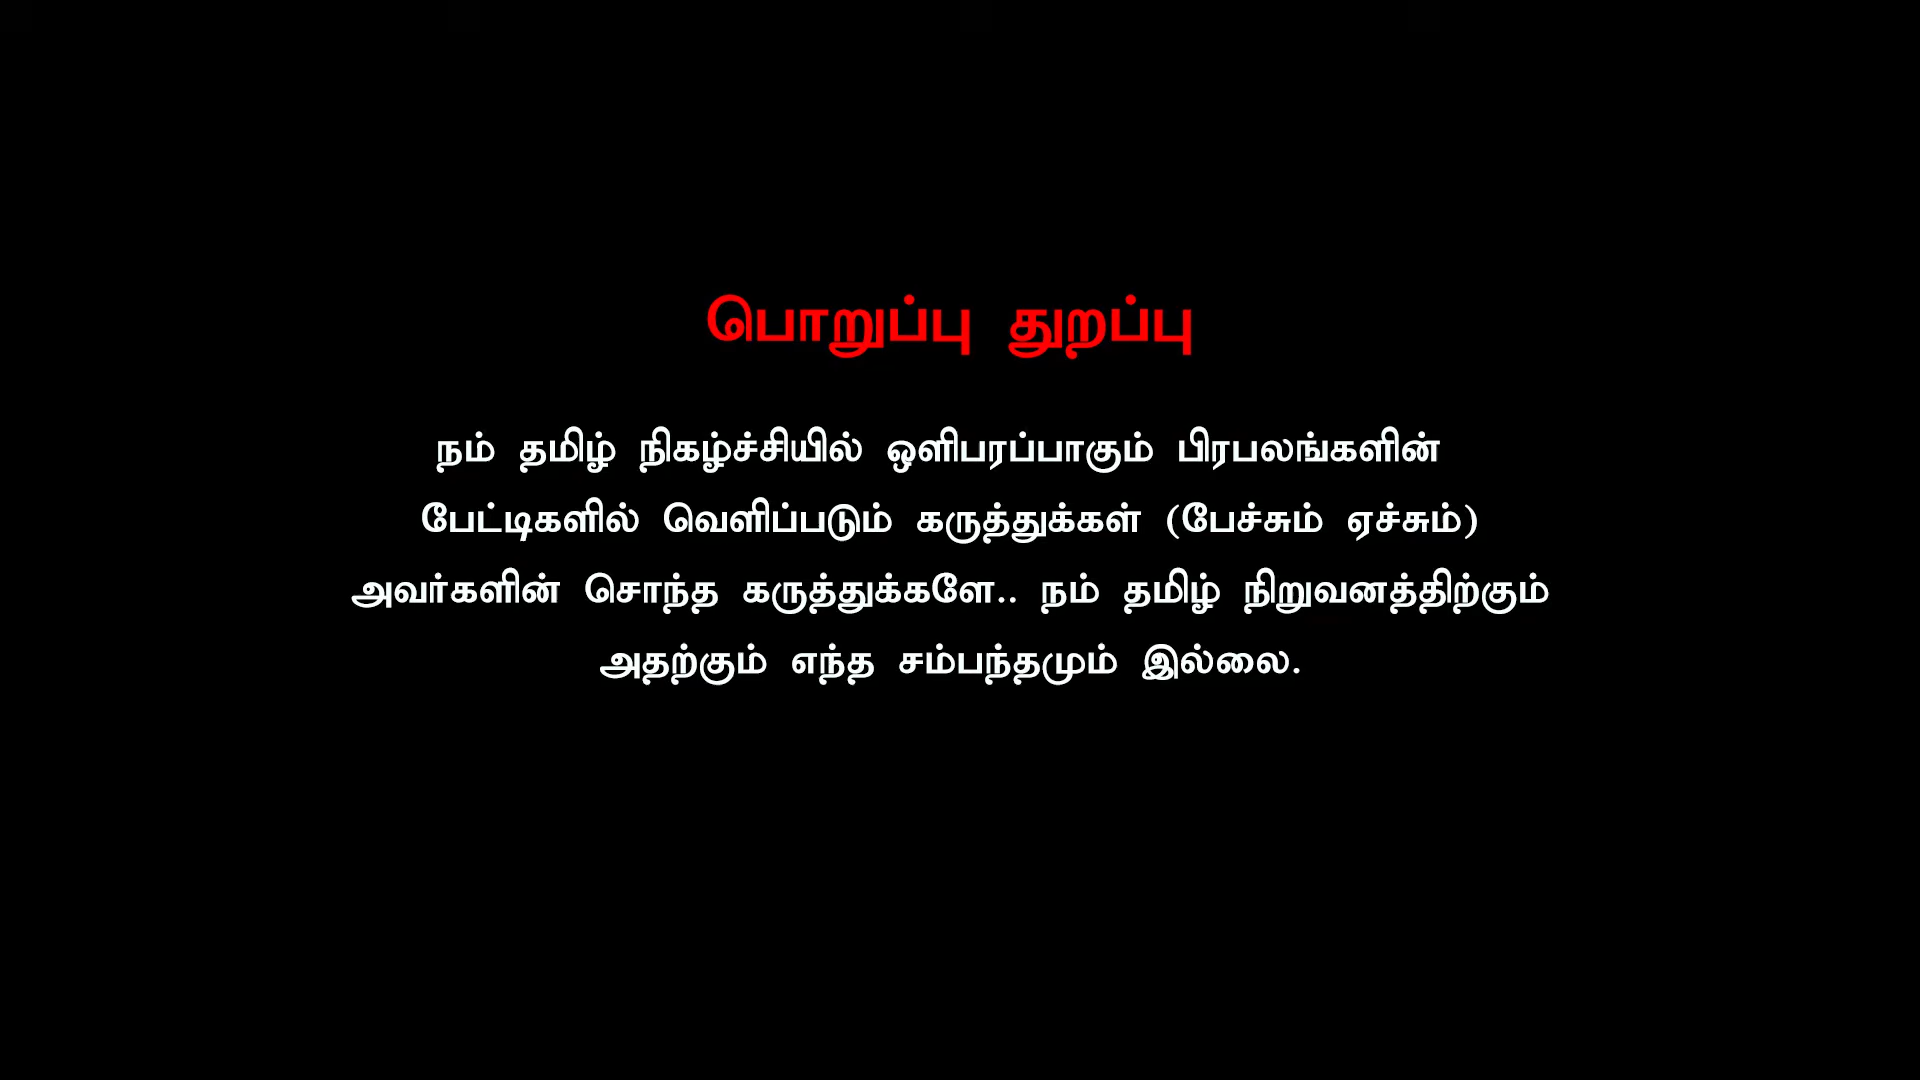 பொறுப்பு துறப்பு
நம் தமிழ் நிகழ்ச்சியில் ஒளிபரப்பாகும் பிரபலங்களின்
பேட்டிகளில் வெளிப்படும் கருத்துக்கள் (பேச்சும் ஏச்சும்)
அவர்களின் சொந்த கருத்துக்களே.. நம் தமிழ் நிறுவனத்திற்கும்
அதற்கும் எந்த சம்பந்தமும் இல்லை.